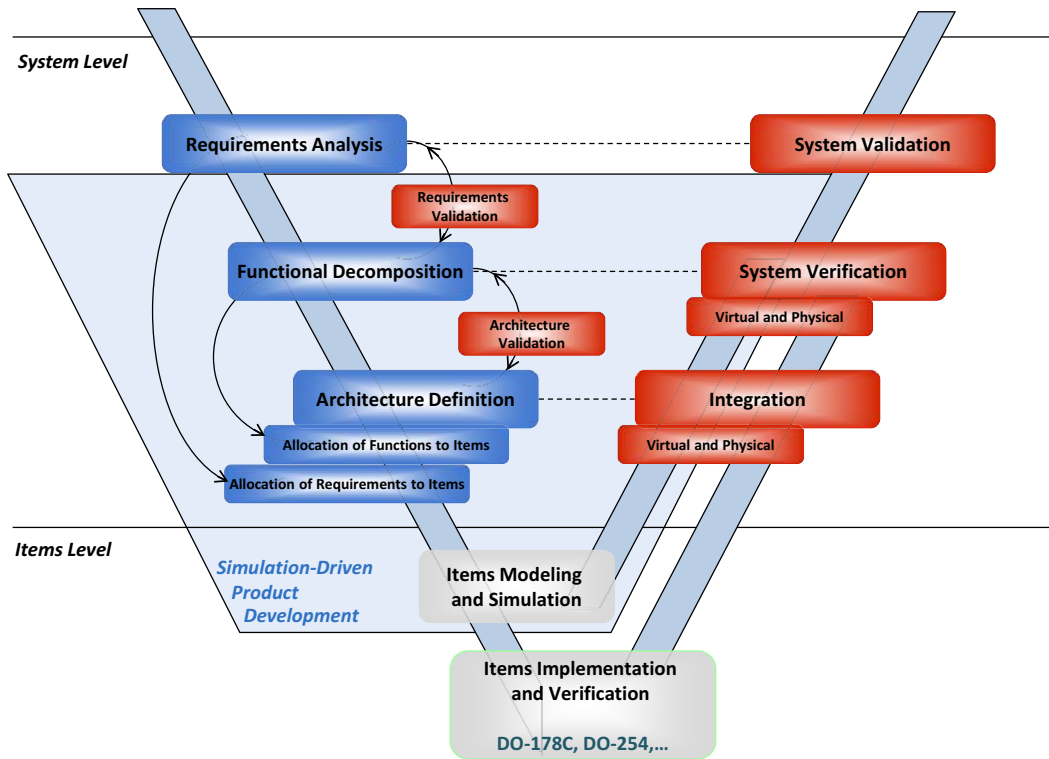 System Level
Requirements Analysis
System Validation
Requirements
Validation
Functional Decomposition
System Verification
Virtual and Physical
Architecture
Validation
Architecture Definition
Integration
Allocation of Functions to Items
Virtual and Physical
Allocation of Requirements to Items
Items Level
Simulation-Driven
Product
Development
Items Modeling
and Simulation
Items Implementation
and Verification
DO-178C, DO-254,...